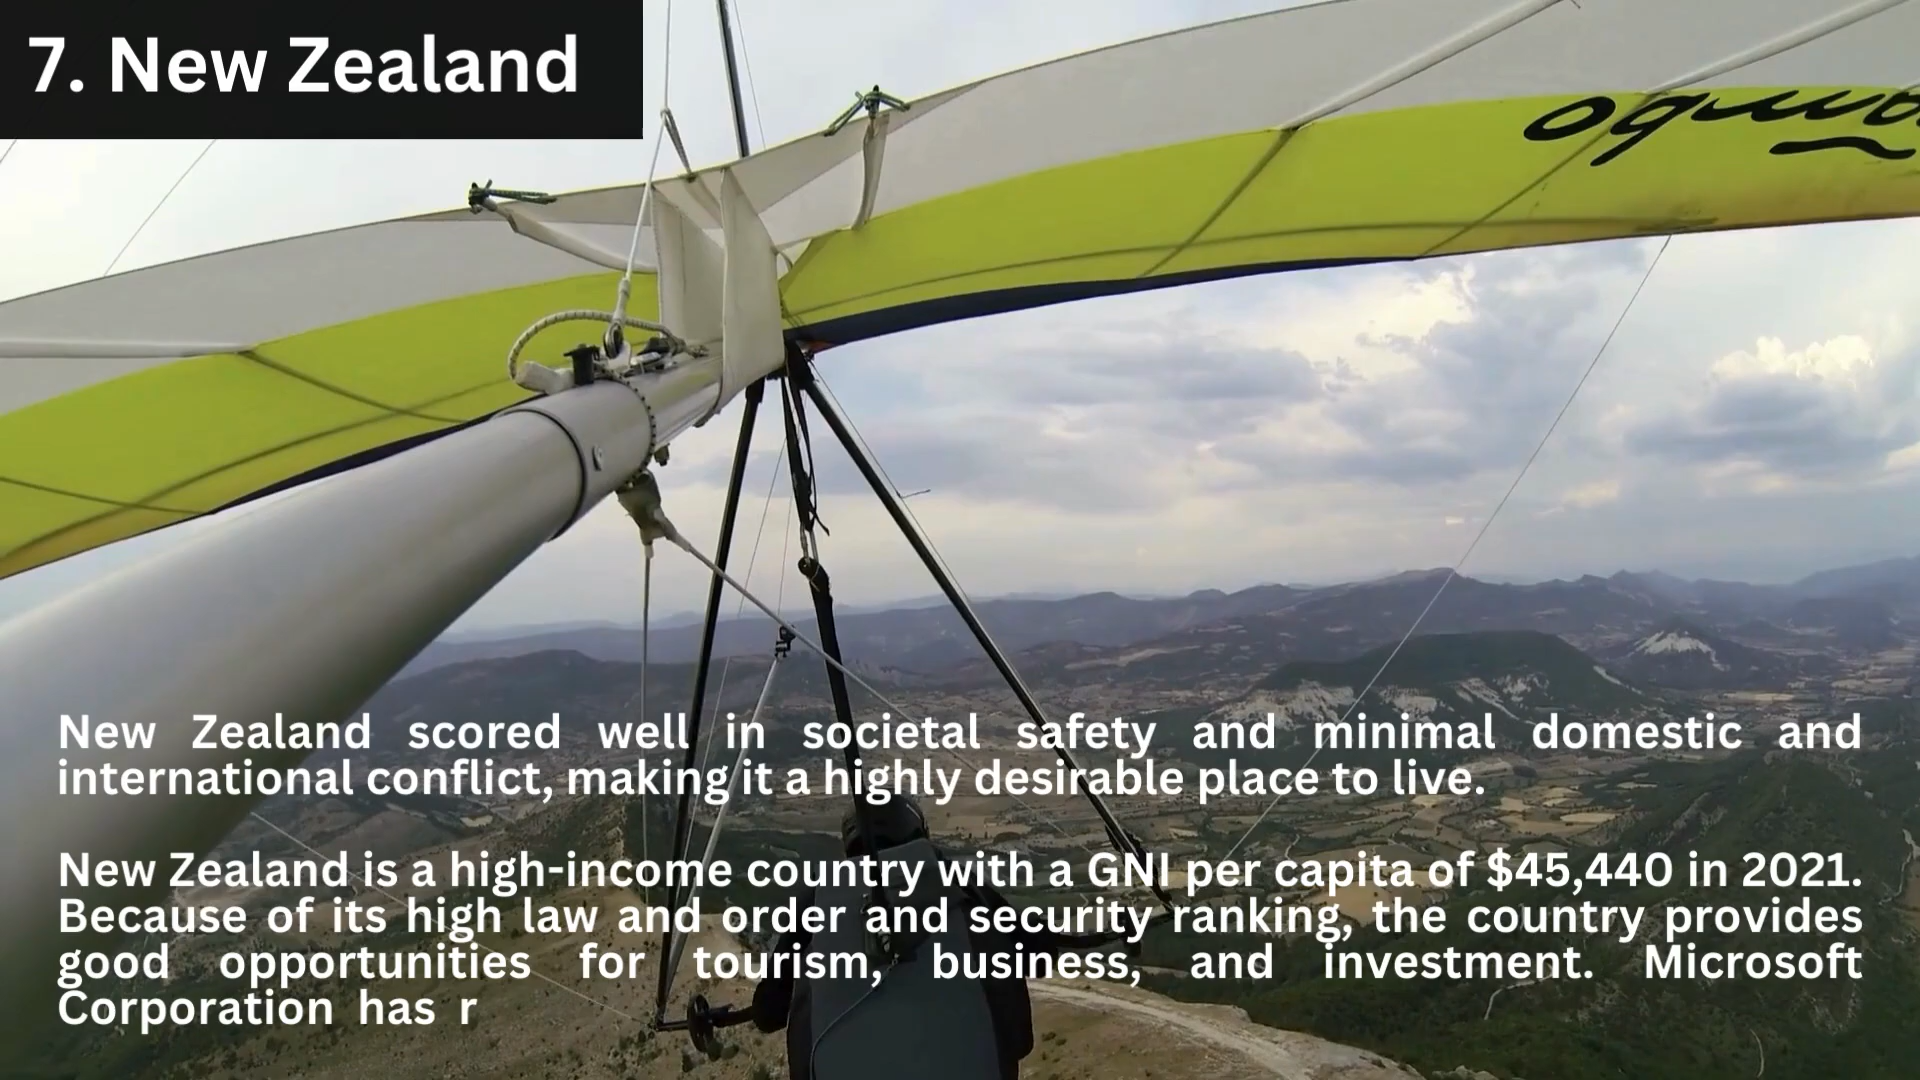 7. New Zealand
New Zealand scored well in societal safety and minimal domestic and
international conflict, making it a highly desirable place to live.
New Zealand is a high-income country with a GNI per capita of $45,440 in 2021.
Because of its high law and order and security ranking, the country provides
good opportunities for tourism, business, and investment. Microsoft
Corporation has r